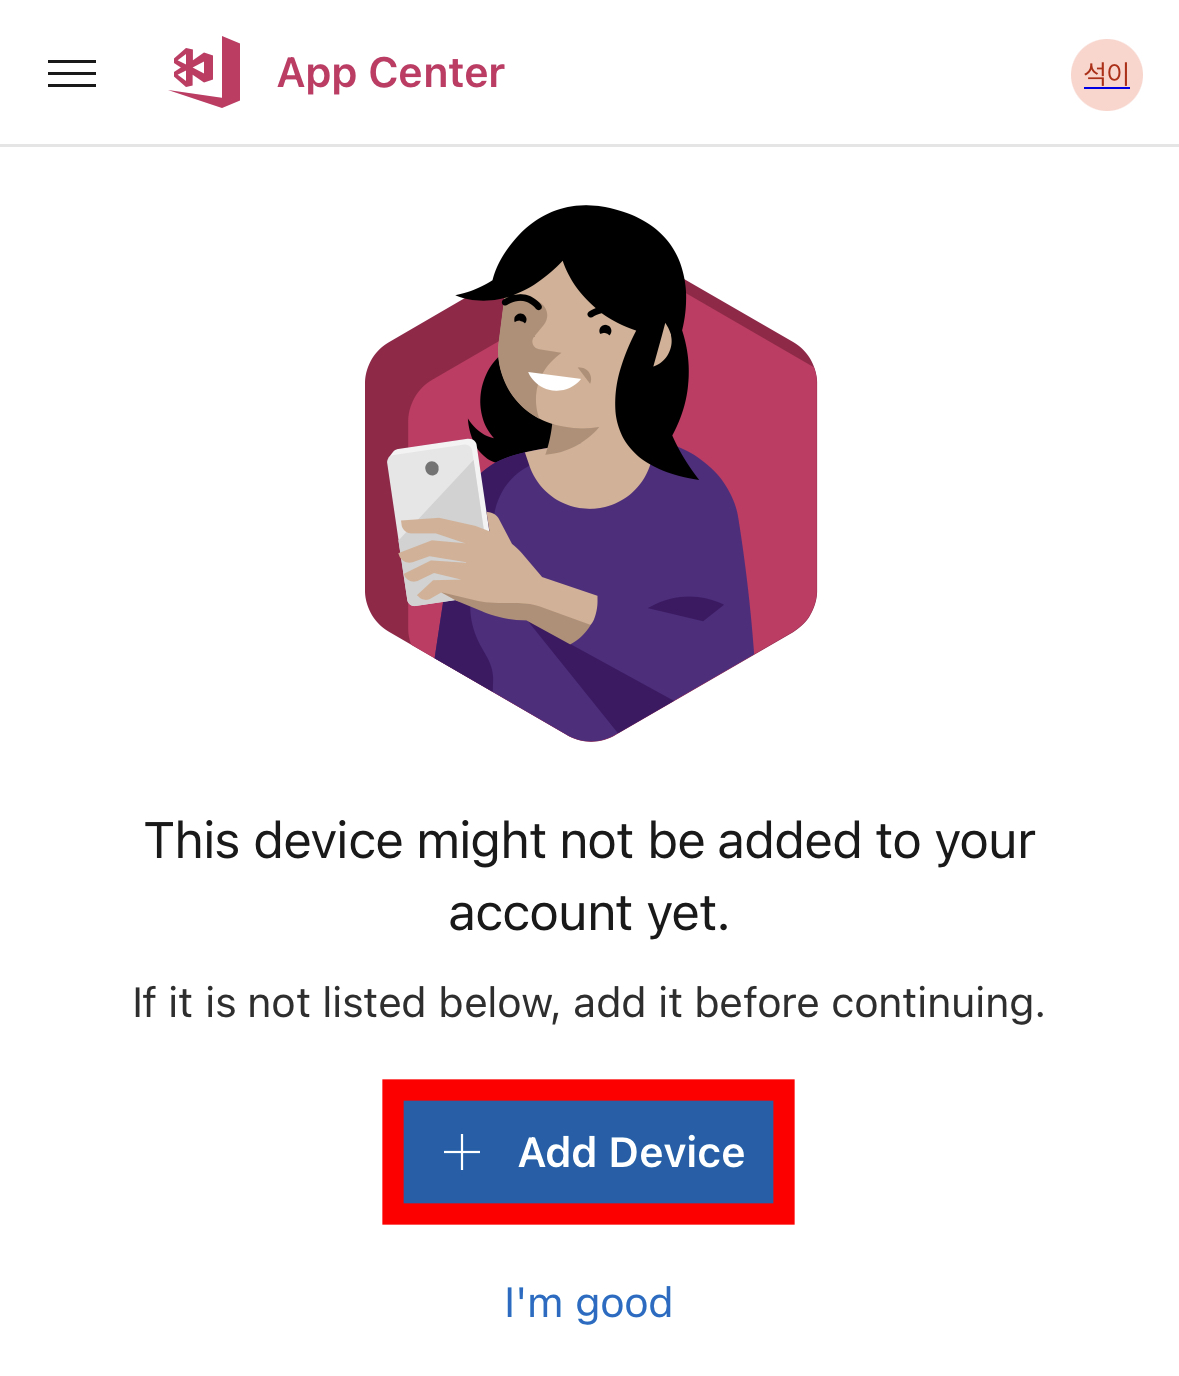 App Center
석이
This device might not be added to your
account yet.
If it is not listed below, add it before continuing.
Add Device
I'm good